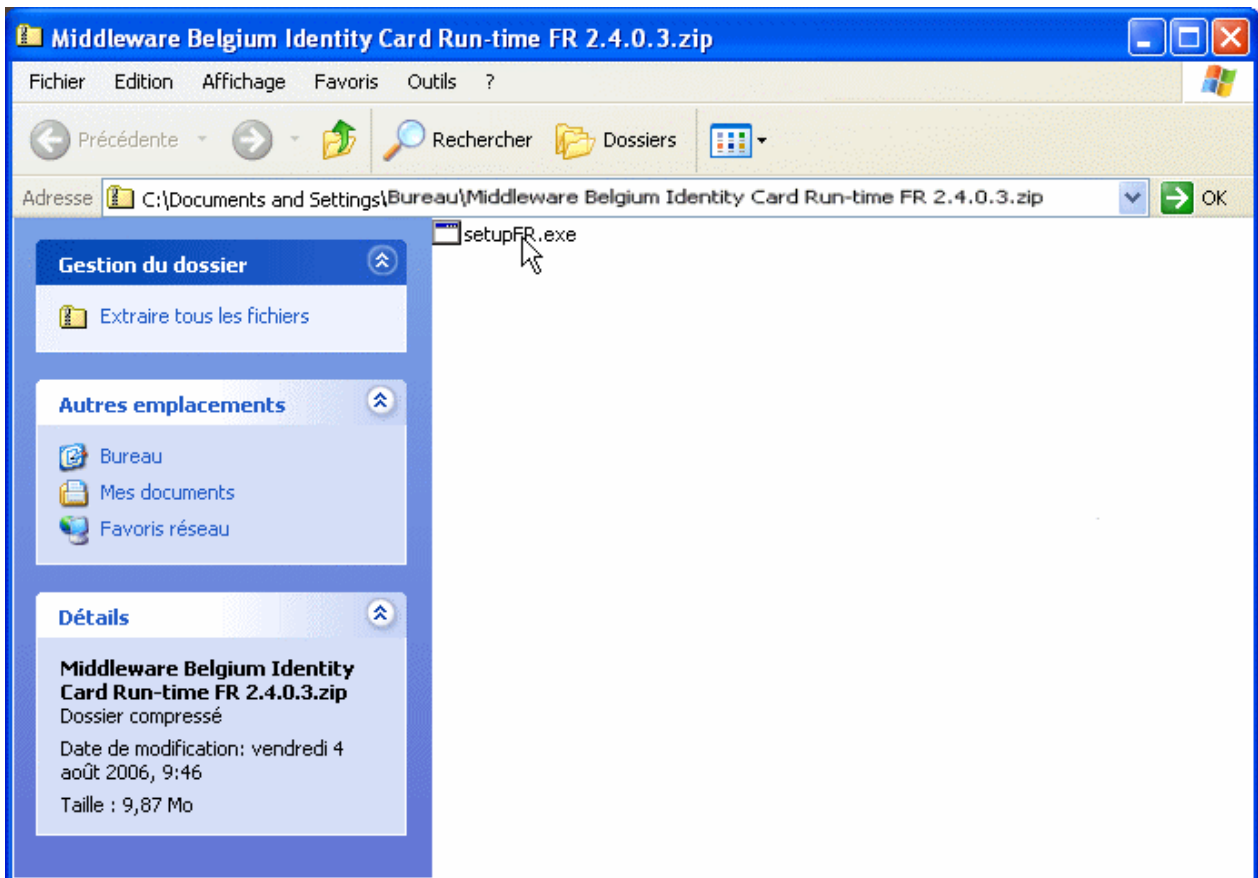 Middleware Belgium Identity Card Run-time FR 2.4.0.3.zip
Fichier Edition Affichage Favoris Outils ?
Précédente Rechercher Dossiers
Adresse C:\Documents and Settings\Bureau\Middleware Belgium Identity Card Run-time FR 2.4.0.3.zip OK
setupFR.exe
Gestion du dossier
Extraire tous les fichiers
Autres emplacements
Bureau
Mes documents
Favoris réseau
Détails
Middleware Belgium Identity
Card Run-time FR 2.4.0.3.zip
Dossier compressé
Date de modification: vendredi 4
août 2006, 9:46
Taille : 9,87 Mo